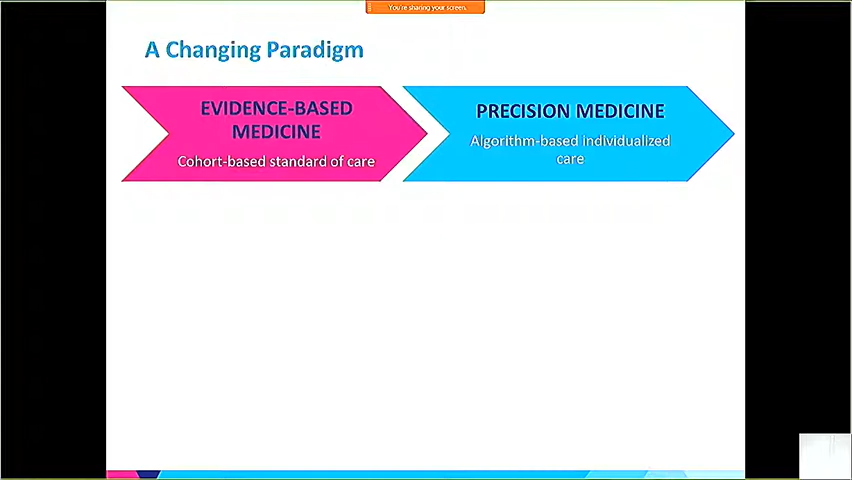 You're sharing your screen.
A Changing Paradigm
EVIDENCE-BASED
MEDICINE
Cohort-based standard of care
PRECISION MEDICINE
Algorithm-based individualized
care